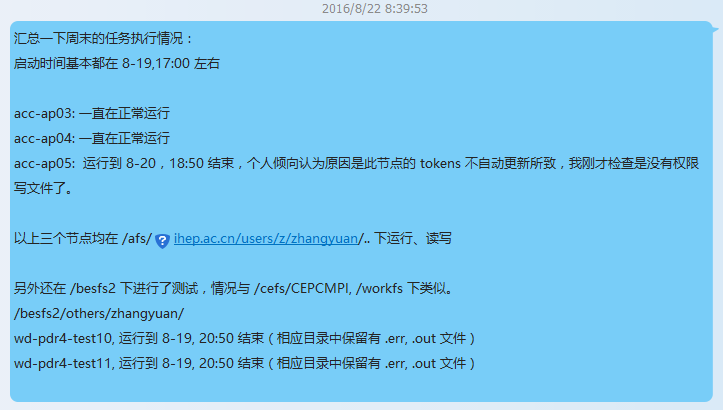 2016/8/22 8:39:53
汇总一下周末的任务执行情况：
启动时间基本都在 8-19,17:00 左右
acc-ap03: 一直在正常运行
acc-ap04: 一直在正常运行
acc-ap05:  运行到 8-20，18:50 结束，个人倾向认为原因是此节点的 tokens 不自动更新所致，我刚才检查是没有权限
写文件了。
以上三个节点均在 /afs/ ihep.ac.cn/users/z/zhangyuan/.. 下运行、读写
另外还在 /besfs2 下进行了测试，情况与 /cefs/CEPCMPI, /workfs 下类似。
/besfs2/others/zhangyuan/
wd-pdr4-test10, 运行到 8-19, 20:50 结束（相应目录中保留有 .err, .out 文件）
wd-pdr4-test11, 运行到 8-19, 20:50 结束（相应目录中保留有 .err, .out 文件）